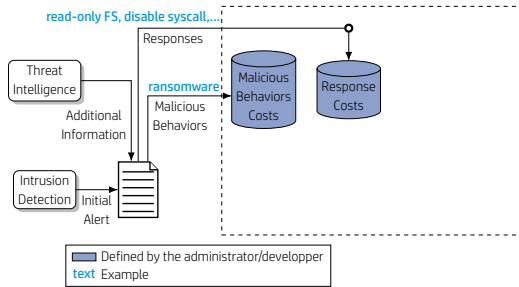 read-only FS, disable syscall,...
Responses
Threat
Intelligence
Additional
Information
ransomware
Malicious
Behaviors
Malicious
Behaviors
Costs
Response
Costs
Intrusion
Detection
Initial
Alert
Defined by the administrator/developper
text Example